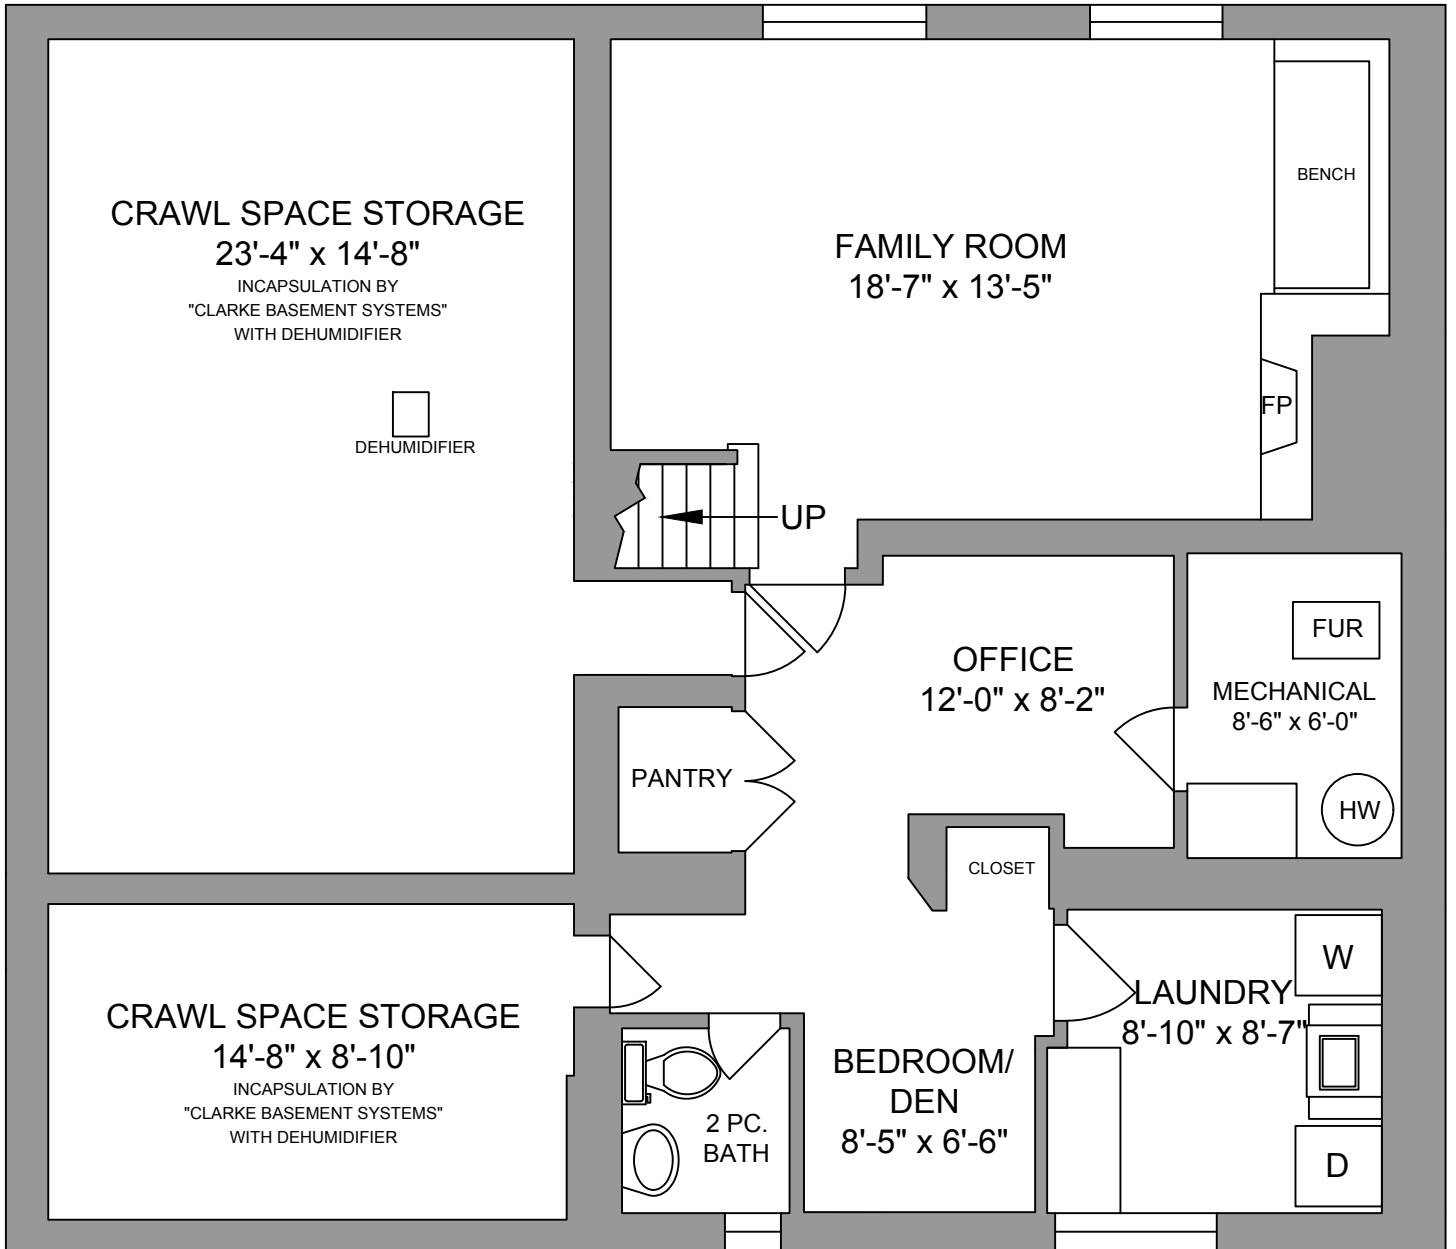 CRAWL SPACE STORAGE
23'-4" x 14'-8"
INCAPSULATION BY
"CLARKE BASEMENT SYSTEMS"
WITH DEHUMIDIFIER
DEHUMIDIFIER
FAMILY ROOM
18'-7" x 13'-5"
BENCH
FP
UP
OFFICE
12'-0" x 8'-2"
FUR
MECHANICAL
8'-6" x 6'-0"
HW
PANTRY
CLOSET
CRAWL SPACE STORAGE
14'-8" x 8'-10"
INCAPSULATION BY
"CLARKE BASEMENT SYSTEMS"
WITH DEHUMIDIFIER
2 PC.
BATH
BEDROOM/
DEN
8'-5" x 6'-6"
LAUNDRY
8'-10" x 8'-7"
W
D